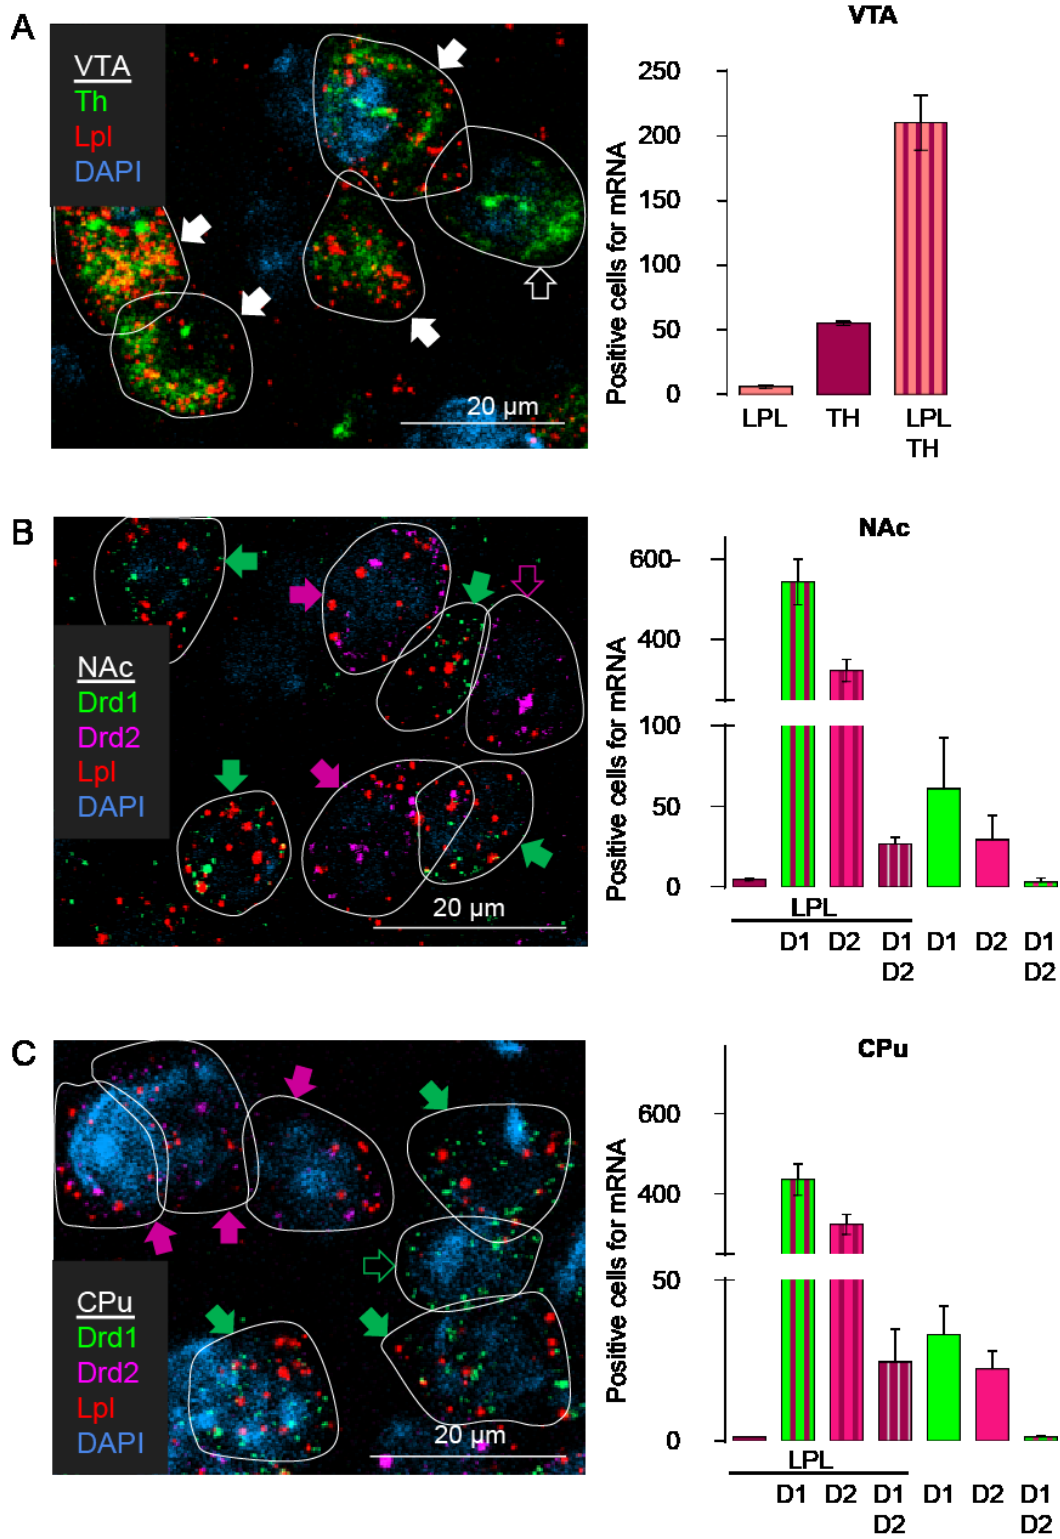 A
VTA
Th
Lpl
DAPI
20 µm
VTA
Positive cells for mRNA
250
200
150
100
50
0
LPL TH LPL
TH
B
NAc
Drd1
Drd2
Lpl
DAPI
20 µm
NAc
Positive cells for mRNA
600-
400
100
50
0
LPL
D1 D2 D1 D1 D2 D1
D2 D2
C
CPu
Drd1
Drd2
Lpl
DAPI
20 µm
CPu
Positive cells for mRNA
600
400
50
0
LPL
D1 D2 D1 D1 D2 D1
D2 D2